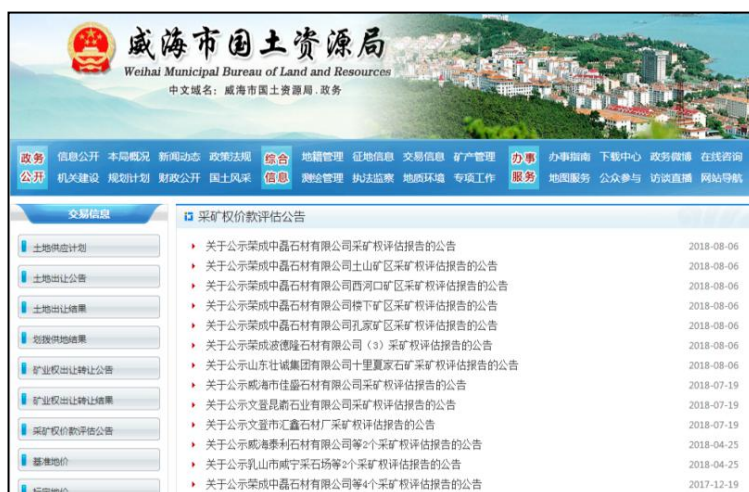 威海市国土资源局
Weihai Municipal Bureau of Land and Resources
中文域名：威海市国土资源局.政务
政务 信息公开 本局概况 新闻动态 政策法规 综合 地籍管理 征地信息 交易信息 矿产管理 办事 办事指南 下载中心 政务微博 在线咨询
公开 机关建设 规划计划 财政公开 国土风采 信息 测绘管理 执法监察 地质环境 专项工作 服务 地图服务 公众参与 访谈直播 网站导航
交易信息
土地供应计划
土地出让公告
土地出让结果
划拨供地结果
矿业权出让转让公告
矿业权出让转让结果
采矿权价款评估公告
基准地价
标定地价
采矿权价款评估公告
关于公示荣成中磊石材有限公司采矿权评估报告的公告 2018-08-06
关于公示荣成中磊石材有限公司土山矿区采矿权评估报告的公告 2018-08-06
关于公示荣成中磊石材有限公司西河口矿区采矿权评估报告的公告 2018-08-06
关于公示荣成中磊石材有限公司楼下矿区采矿权评估报告的公告 2018-08-06
关于公示荣成中磊石材有限公司孔家矿区采矿权评估报告的公告 2018-08-06
关于公示荣成波德隆石材有限公司（3）采矿权评估报告的公告 2018-08-06
关于公示山东壮诚集团有限公司十里夏家石矿采矿权评估报告的公告 2018-08-06
关于公示威海市佳盛石材有限公司采矿权评估报告的公告 2018-07-19
关于公示文登昆嵛石业有限公司采矿权评估报告的公告 2018-07-19
关于公示文登市汇鑫石材厂采矿权评估报告的公告 2018-07-19
关于公示威海泰利石材有限公司等2个采矿权评估报告的公告 2018-04-25
关于公示乳山市威宁采石场等2个采矿权评估报告的公告 2018-04-25
关于公示荣成中磊石材有限公司等4个采矿权评估报告的公告 2017-12-19